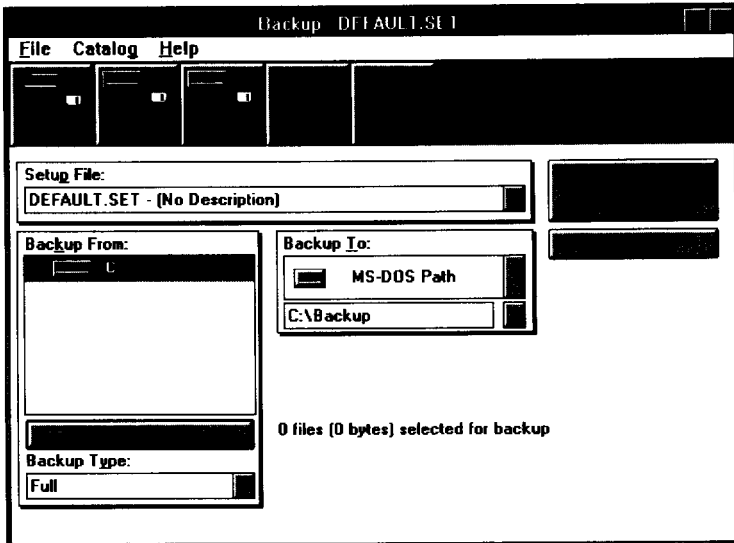 Backup DEFAULT.SET
File Catalog Help
Setup File:
DEFAULT.SET - (No Description)
Backup From:
Backup To:
C
MS-DOS Path
C:\Backup
0 files (0 bytes) selected for backup
Backup Type:
Full